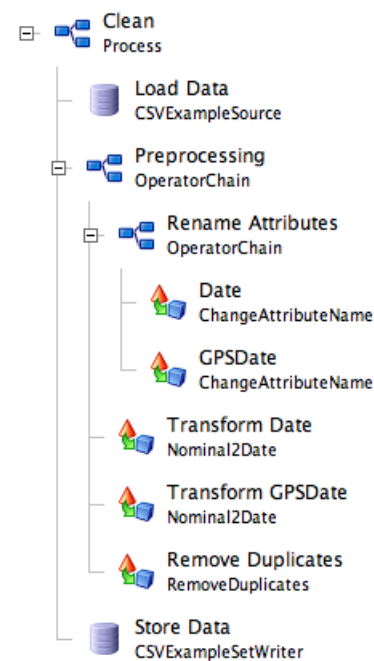 Clean
Process
Load Data
CSVExampleSource
Preprocessing
OperatorChain
Rename Attributes
OperatorChain
Date
ChangeAttributeName
GPSDate
ChangeAttributeName
Transform Date
Nominal2Date
Transform GPSDate
Nominal2Date
Remove Duplicates
RemoveDuplicates
Store Data
CSVExampleSetWriter